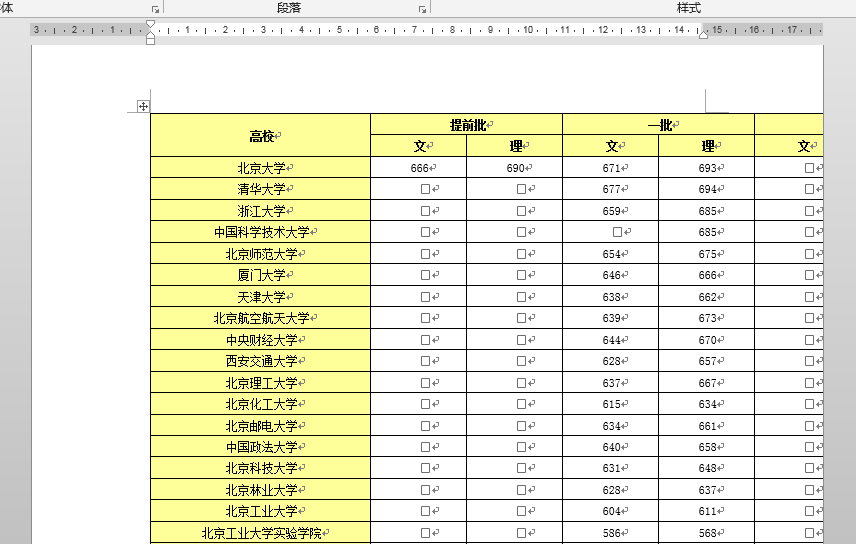 体 段落 样式
3 2 1 1 2 3 4 5 6 7 8 9 10 11 12 13 14 15 16 17
高校 提前批 一批
文 理 文 理 文
北京大学 666 690 671 693 □
清华大学 □ □ 677 694 □
浙江大学 □ □ 659 685 □
中国科学技术大学 □ □ □ 685 □
北京师范大学 □ □ 654 675 □
厦门大学 □ □ 646 666 □
天津大学 □ □ 638 662 □
北京航空航天大学 □ □ 639 673 □
中央财经大学 □ □ 644 670 □
西安交通大学 □ □ 628 657 □
北京理工大学 □ □ 637 667 □
北京化工大学 □ □ 615 634 □
北京邮电大学 □ □ 634 661 □
中国政法大学 □ □ 640 658 □
北京科技大学 □ □ 631 648 □
北京林业大学 □ □ 628 637 □
北京工业大学 □ □ 604 611 □
北京工业大学实验学院 □ □ 586 568 □